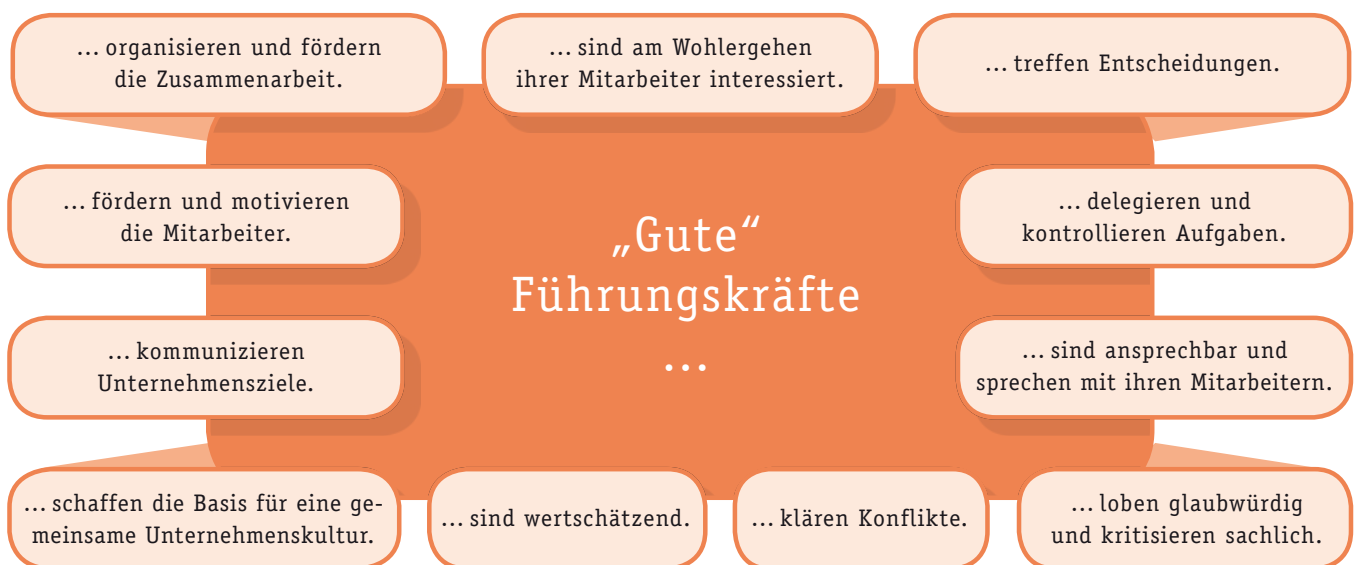 ... organisieren und fördern
die Zusammenarbeit.
... sind am Wohlergehen
ihrer Mitarbeiter interessiert.
... treffen Entscheidungen.
... fördern und motivieren
die Mitarbeiter.
„Gute“
Führungskräfte
...
... delegieren und
kontrollieren Aufgaben.
... kommunizieren
Unternehmensziele.
... sind ansprechbar und
sprechen mit ihren Mitarbeitern.
... schaffen die Basis für eine ge-
meinsame Unternehmenskultur.
... sind wertschätzend.
... klären Konflikte.
... loben glaubwürdig
und kritisieren sachlich.